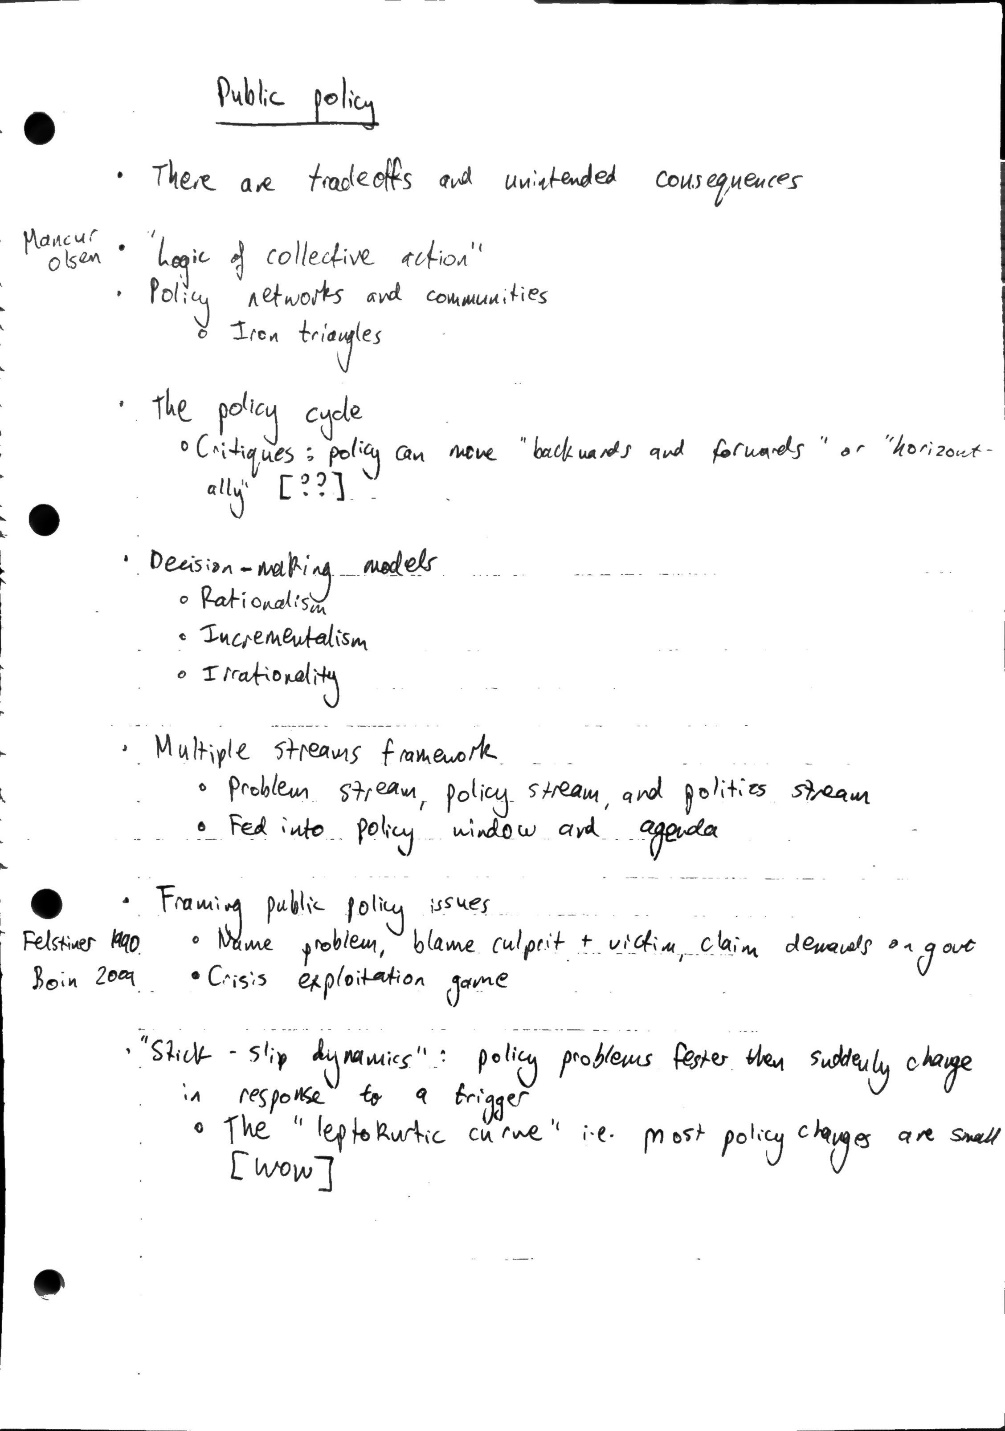 Public policy
• There are tradeoffs and unintended consequences
Mancur
Olsen
• "Logic of collective action"
• Policy networks and communities
o Iron triangles
• The policy cycle
o Critiques: policy can move "backwards and forwards" or "horizont-
ally" [??]
• Decision-making models
o Rationalism
o Incrementalism
o Irrationality
• Multiple streams framework
o Problem stream, policy stream, and politics stream
o Fed into policy window and agenda
• Framing public policy issues
Felstiner 1990
o Name problem, blame culprit + victim, claim demands on govt
Boin 2009
• Crisis exploitation game
• "Stick-slip dynamics": policy problems fester then suddenly change
in response to a trigger
o The "leptokurtic curve" i.e. most policy changes are small
[wow]